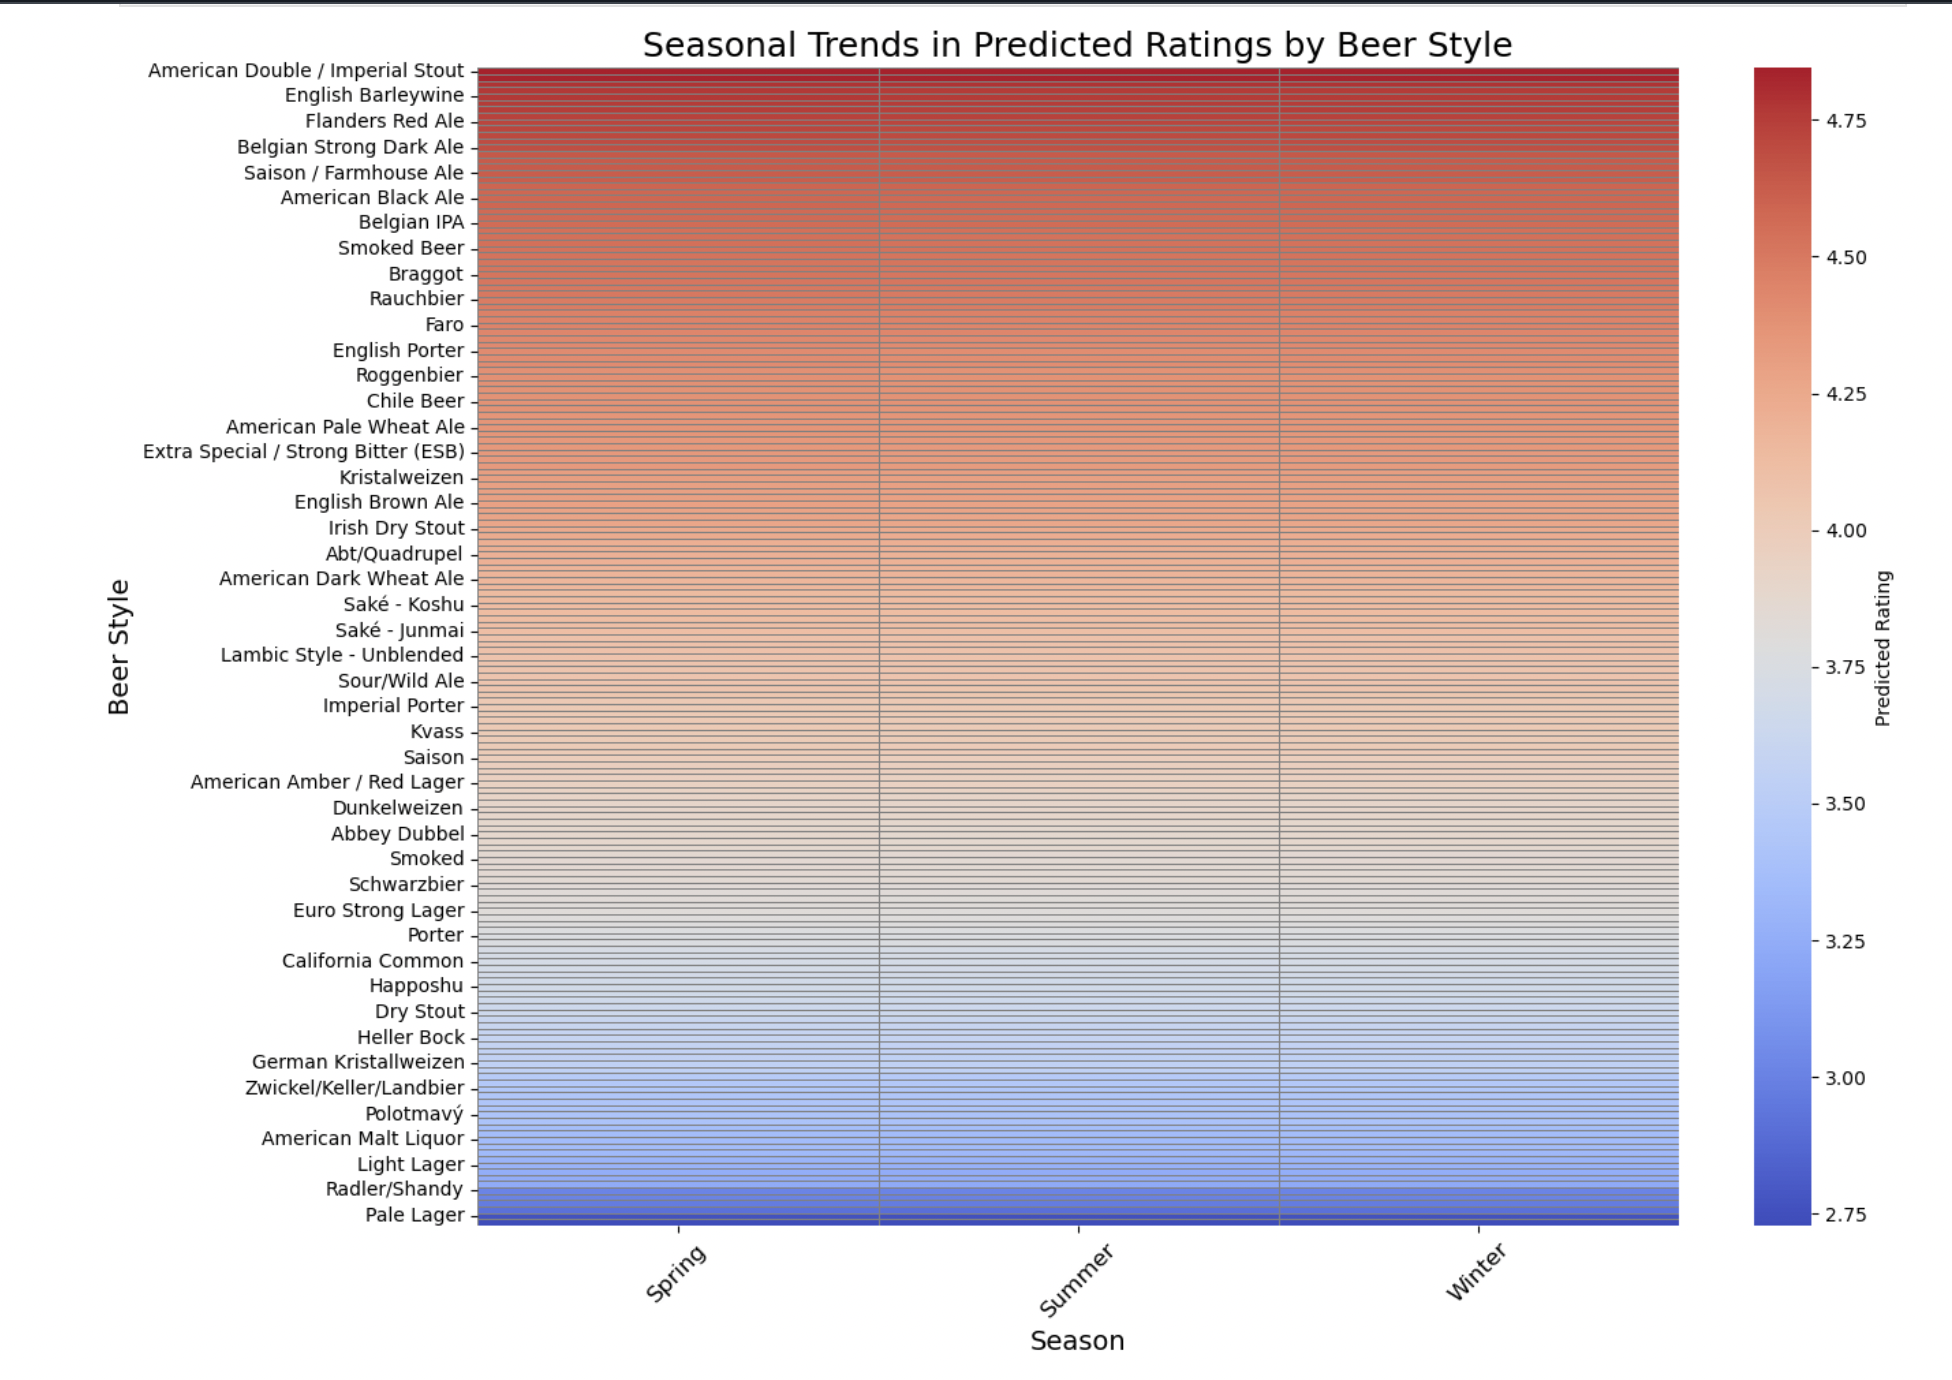 Seasonal Trends in Predicted Ratings by Beer Style
American Double / Imperial Stout
English Barleywine
Flanders Red Ale
Belgian Strong Dark Ale
Saison / Farmhouse Ale
American Black Ale
Belgian IPA
Smoked Beer
Braggot
Rauchbier
Faro
English Porter
Roggenbier
Chile Beer
American Pale Wheat Ale
Extra Special / Strong Bitter (ESB)
Kristalweizen
English Brown Ale
Irish Dry Stout
Abt/Quadrupel
American Dark Wheat Ale
Saké - Koshu
Saké - Junmai
Lambic Style - Unblended
Sour/Wild Ale
Imperial Porter
Kvass
Saison
American Amber / Red Lager
Dunkelweizen
Abbey Dubbel
Smoked
Schwarzbier
Euro Strong Lager
Porter
California Common
Happoshu
Dry Stout
Heller Bock
German Kristallweizen
Zwickel/Keller/Landbier
Polotmavý
American Malt Liquor
Light Lager
Radler/Shandy
Pale Lager
Beer Style
Spring
Summer
Winter
Season
4.75
4.50
4.25
4.00
3.75
3.50
3.25
3.00
2.75
Predicted Rating